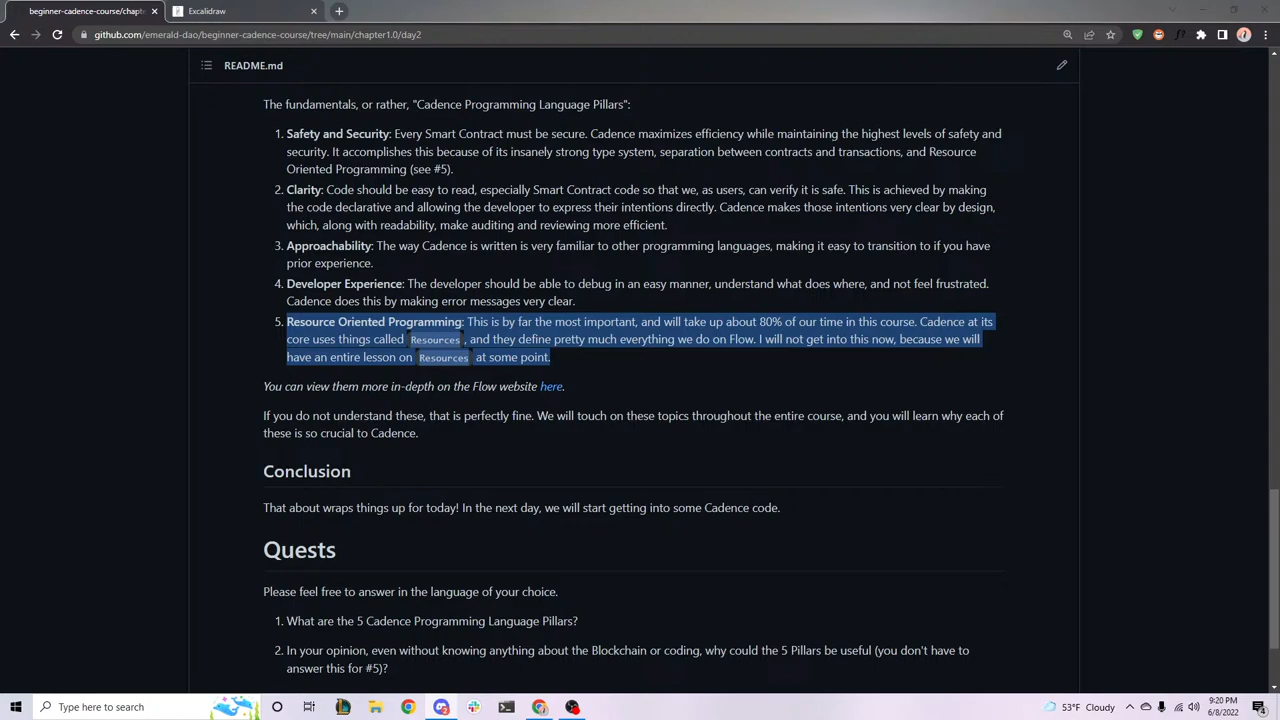 beginner-cadence-course/chapt
Excalidraw
github.com/emerald-dao/beginner-cadence-course/tree/main/chapter1.0/day2
README.md
The fundamentals, or rather, "Cadence Programming Language Pillars":
1. Safety and Security: Every Smart Contract must be secure. Cadence maximizes efficiency while maintaining the highest levels of safety and
security. It accomplishes this because of its insanely strong type system, separation between contracts and transactions, and Resource
Oriented Programming (see #5).
2. Clarity: Code should be easy to read, especially Smart Contract code so that we, as users, can verify it is safe. This is achieved by making
the code declarative and allowing the developer to express their intentions directly. Cadence makes those intentions very clear by design,
which, along with readability, make auditing and reviewing more efficient.
3. Approachability: The way Cadence is written is very familiar to other programming languages, making it easy to transition to if you have
prior experience.
4. Developer Experience: The developer should be able to debug in an easy manner, understand what does where, and not feel frustrated.
Cadence does this by making error messages very clear.
5. Resource Oriented Programming: This is by far the most important, and will take up about 80% of our time in this course. Cadence at its
core uses things called Resources , and they define pretty much everything we do on Flow. I will not get into this now, because we will
have an entire lesson on Resources at some point.
You can view them more in-depth on the Flow website here.
If you do not understand these, that is perfectly fine. We will touch on these topics throughout the entire course, and you will learn why each of
these is so crucial to Cadence.
Conclusion
That about wraps things up for today! In the next day, we will start getting into some Cadence code.
Quests
Please feel free to answer in the language of your choice.
1. What are the 5 Cadence Programming Language Pillars?
2. In your opinion, even without knowing anything about the Blockchain or coding, why could the 5 Pillars be useful (you don't have to
answer this for #5)?
Type here to search
53°F Cloudy
9:20 PM
6/8/2022